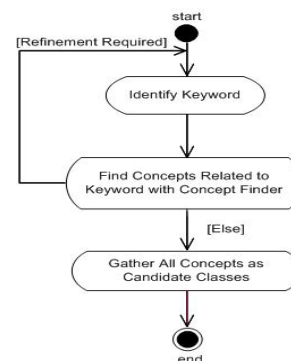 start
[Refinement Required]
Identify Keyword
Find Concepts Related to
Keyword with Concept Finder
[Else]
Gather All Concepts as
Candidate Classes
end